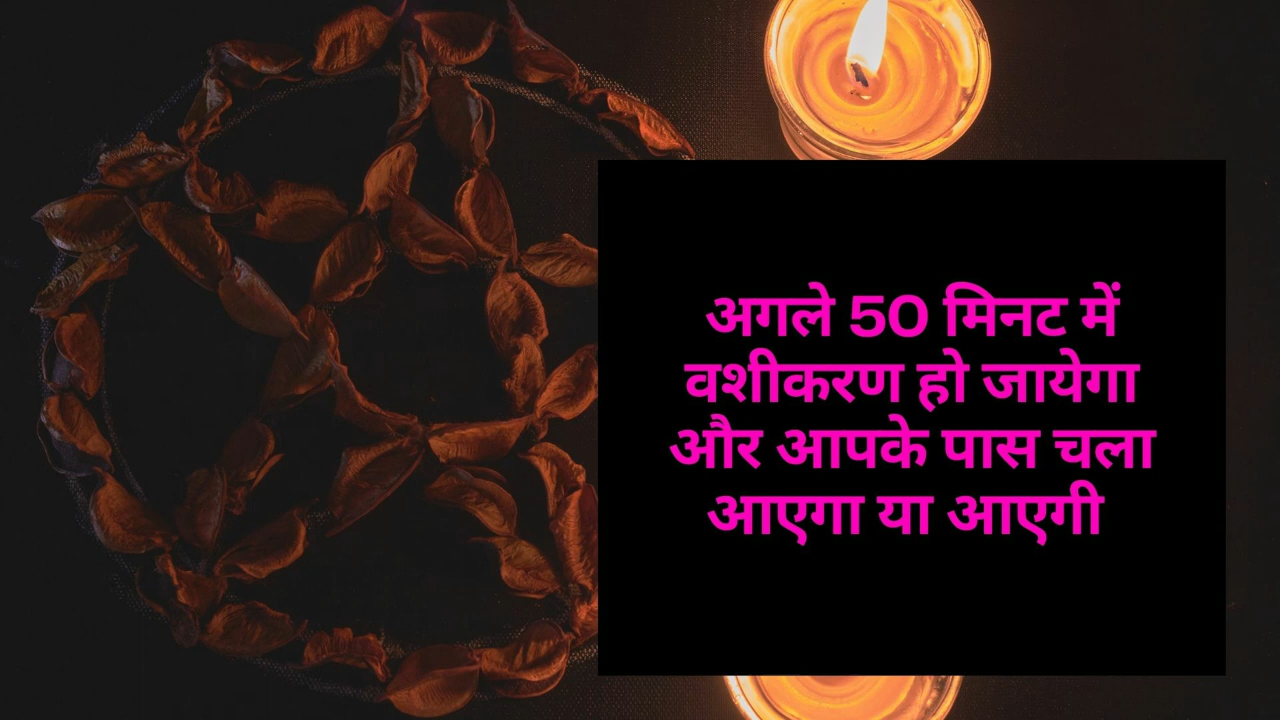 अगले 50 मिनट में
वशीकरण हो जायेगा
और आपके पास चला
आएगा या आएगी